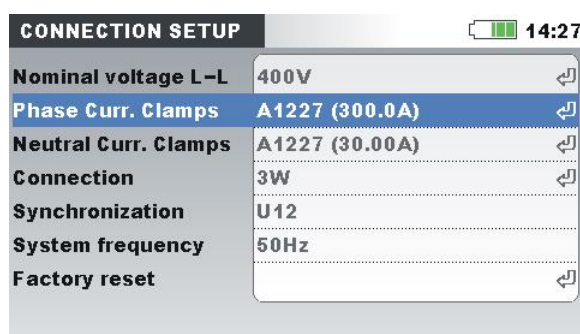 CONNECTION SETUP 14:27
Nominal voltage L-L 400V
Phase Curr. Clamps A1227 (300.0A)
Neutral Curr. Clamps A1227 (30.00A)
Connection 3W
Synchronization U12
System frequency 50Hz
Factory reset